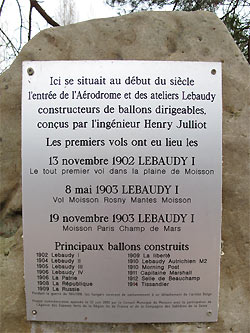 Ici se situait au début du siècle
l'entrée de l'Aérodrome et des ateliers Lebaudy
constructeurs de ballons dirigeables,
conçus par l'ingénieur Henry Julliot
Les premiers vols ont eu lieu les
13 novembre 1902 LEBAUDY I
Le tout premier vol dans la plaine de Moisson
8 mai 1903 LEBAUDY I
Vol Moisson Rosny Mantes Moisson
19 novembre 1903 LEBAUDY I
Moisson Paris Champ de Mars
Principaux ballons construits
1902 Lebaudy I
1904 Lebaudy II
1905 Lebaudy III
1906 Lebaudy IV
1906 La Patrie
1908 La République
1909 La Russie
1909 La liberté
1910 Lebaudy Autrichien M2
1910 Morning Post
1911 Capitaine Marshall
1912 Selle de Beauchamp
1914 Tissandier